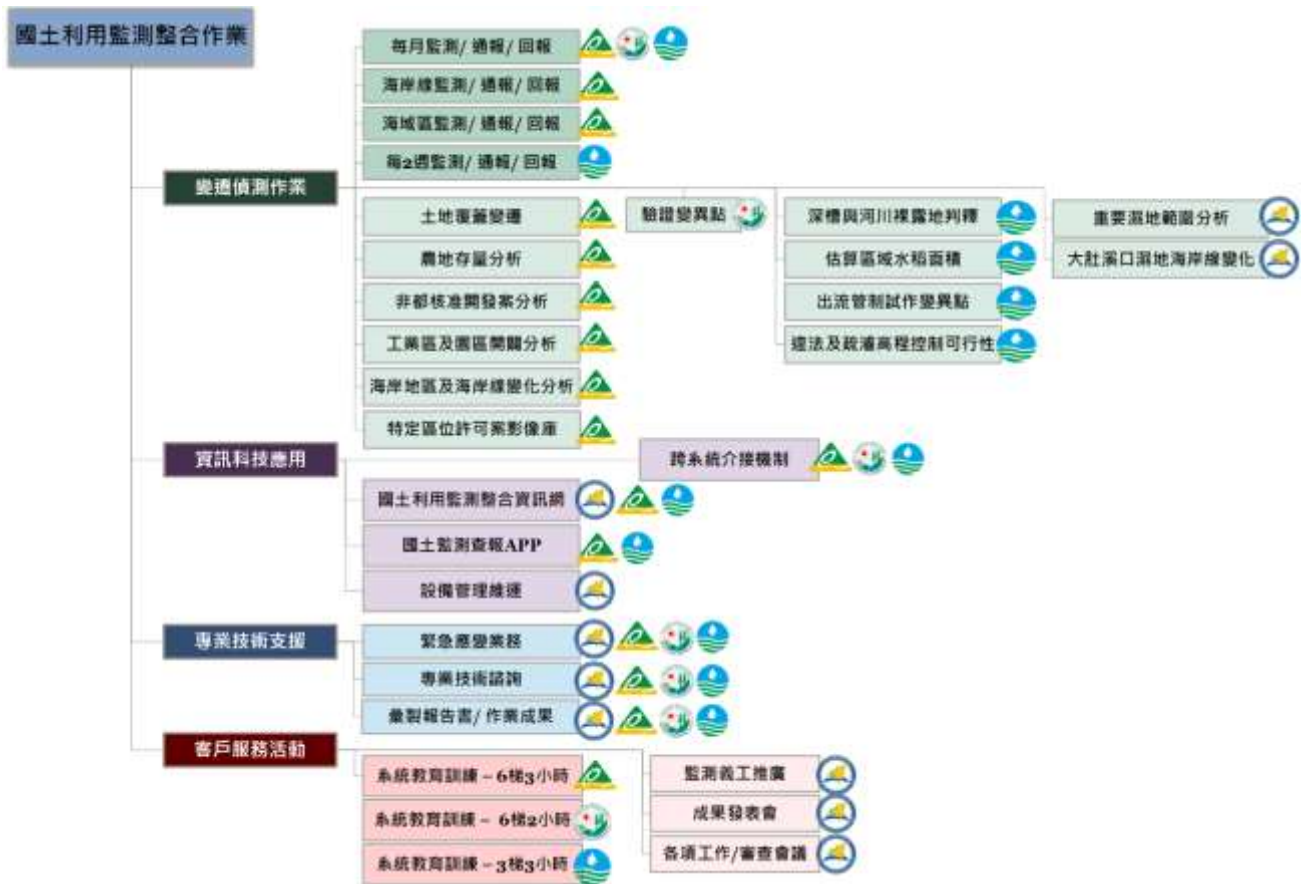 國土利用監測整合作業
每月監測/ 通報/ 回報
海岸線監測/ 通報/ 回報
海域區監測/ 通報/ 回報
每2週監測/ 通報/ 回報
變遷偵測作業
土地覆蓋變遷
驗證變異點
深槽與河川裸露地判釋
重要濕地範圍分析
農地存量分析
估算區域水稻面積
大肚溪口濕地海岸線變化
非都核准開發案分析
出流管制試作變異點
工業區及園區開闢分析
違法及疏濬高程控制可行性
海岸地區及海岸線變化分析
特定區位許可案影像庫
資訊科技應用
跨系統介接機制
國土利用監測整合資訊網
國土監測查報APP
設備管理維運
專業技術支援
緊急應變業務
專業技術諮詢
彙製報告書/ 作業成果
客戶服務活動
系統教育訓練 – 6梯3小時
監測義工推廣
系統教育訓練 – 6梯2小時
成果發表會
系統教育訓練 – 3梯3小時
各項工作/審查會議